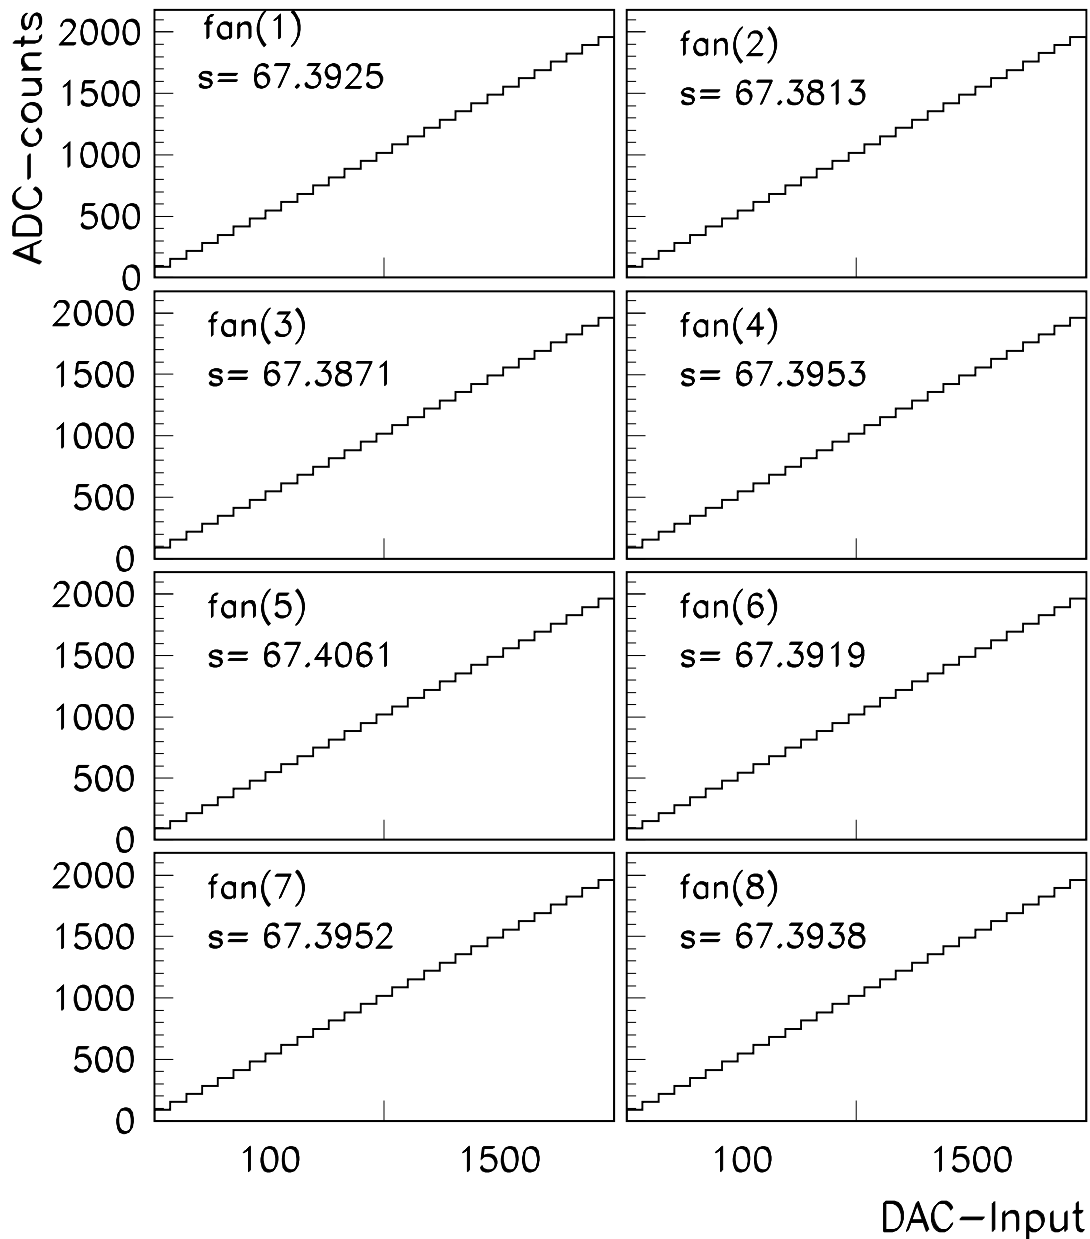 ADC-counts
2000
1500
1000
500
0
fan(1)
s= 67.3925
fan(2)
s= 67.3813
2000
1500
1000
500
0
fan(3)
s= 67.3871
fan(4)
s= 67.3953
2000
1500
1000
500
0
fan(5)
s= 67.4061
fan(6)
s= 67.3919
2000
1500
1000
500
0
fan(7)
s= 67.3952
fan(8)
s= 67.3938
100 1500
100 1500
DAC-Input